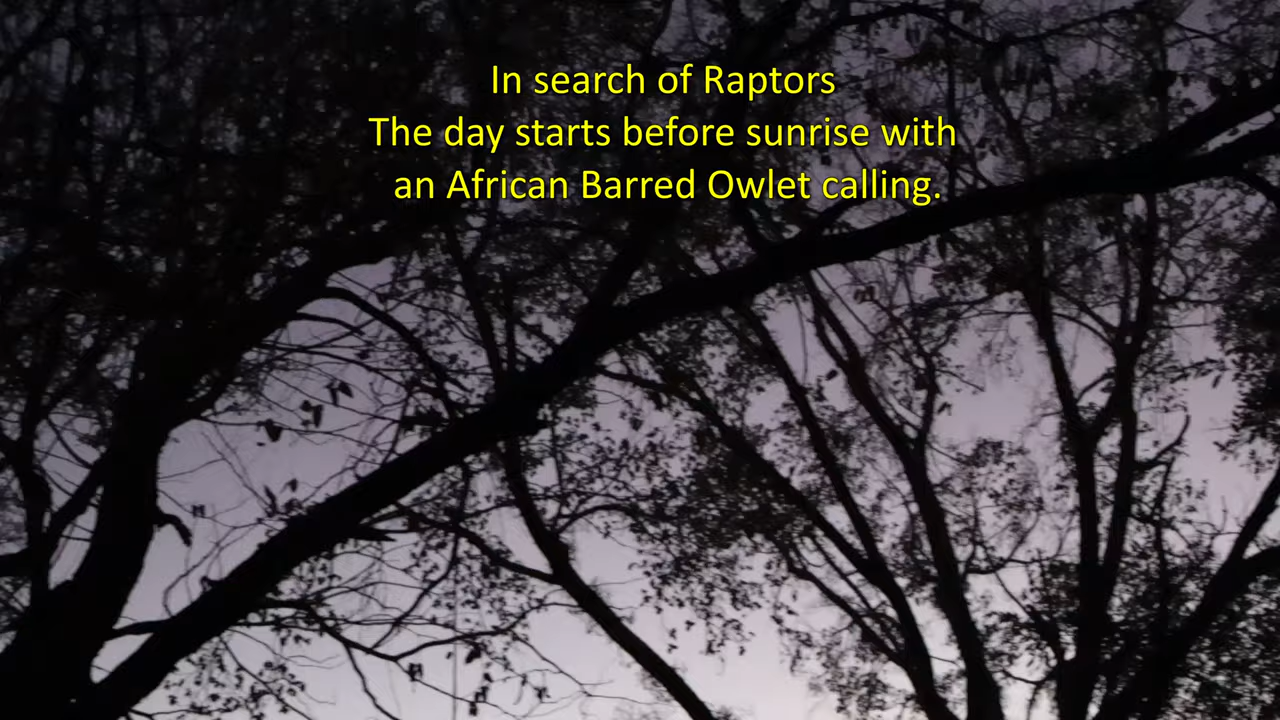 In search of Raptors
The day starts before sunrise with
an African Barred Owlet calling.